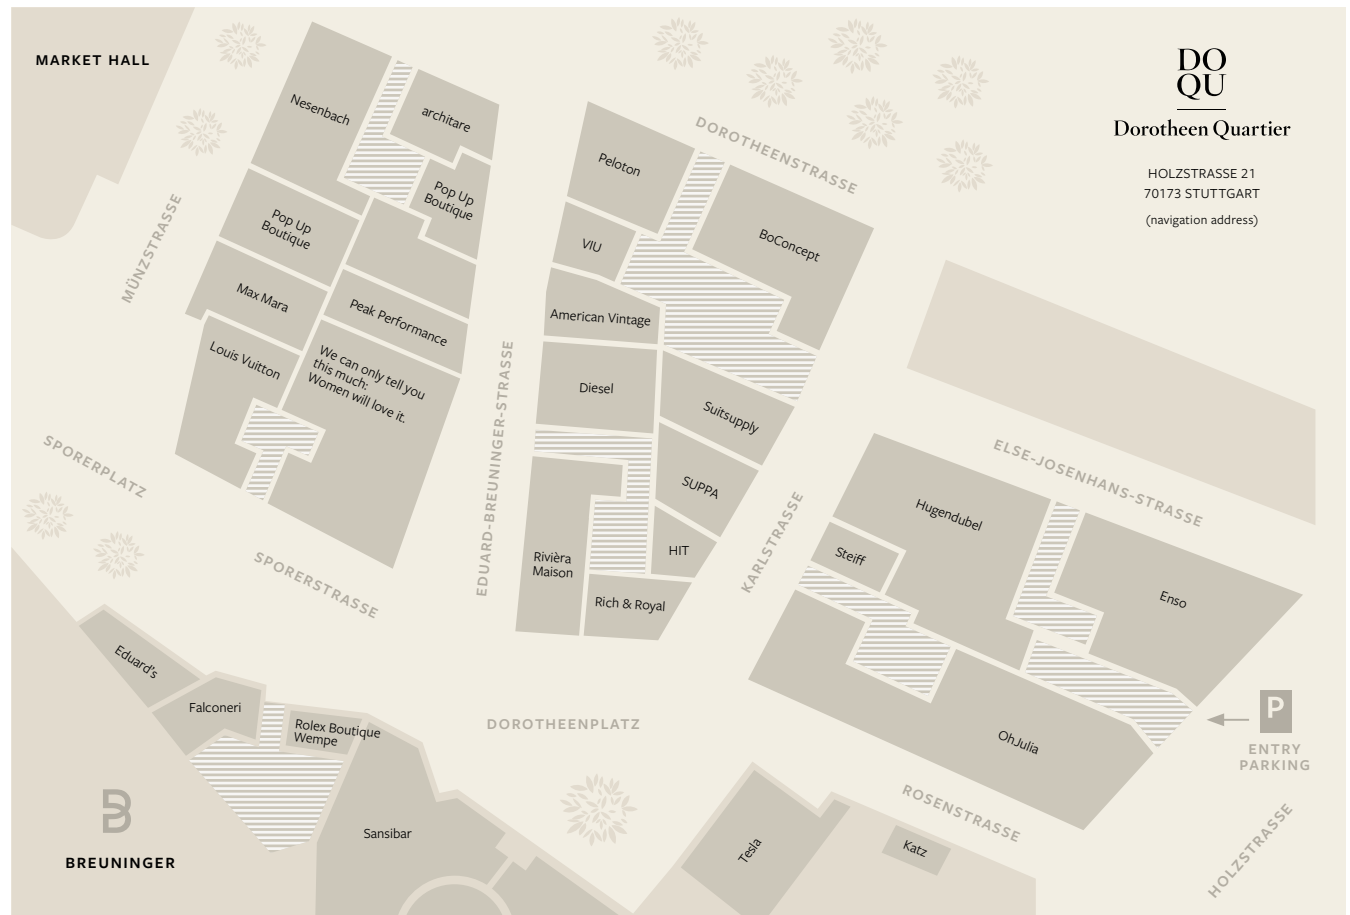 MARKET HALL
DO
QU
Dorotheen Quartier
HOLZSTRASSE 21
70173 STUTTGART
(navigation address)
Nesenbach
architare
Pop Up
Boutique
Pop Up
Boutique
Max Mara
Peak Performance
Louis Vuitton
We can only tell you
this much:
Women will love it.
MÜNZSTRASSE
SPORERPLATZ
SPORERSTRASSE
EDUARD-BREUNINGER-STRASSE
DOROTHEENSTRASSE
Peloton
BoConcept
VIU
American Vintage
Diesel
Suitsupply
SUPPA
HIT
Rivièra
Maison
Rich & Royal
KARLSTRASSE
ELSE-JOSENHANS-STRASSE
Hugendubel
Steiff
Enso
OhJulia
P
ENTRY
PARKING
HOLZSTRASSE
ROSENSTRASSE
DOROTHEENPLATZ
Eduard's
Falconeri
Rolex Boutique
Wempe
Sansibar
Tesla
Katz
B
BREUNINGER